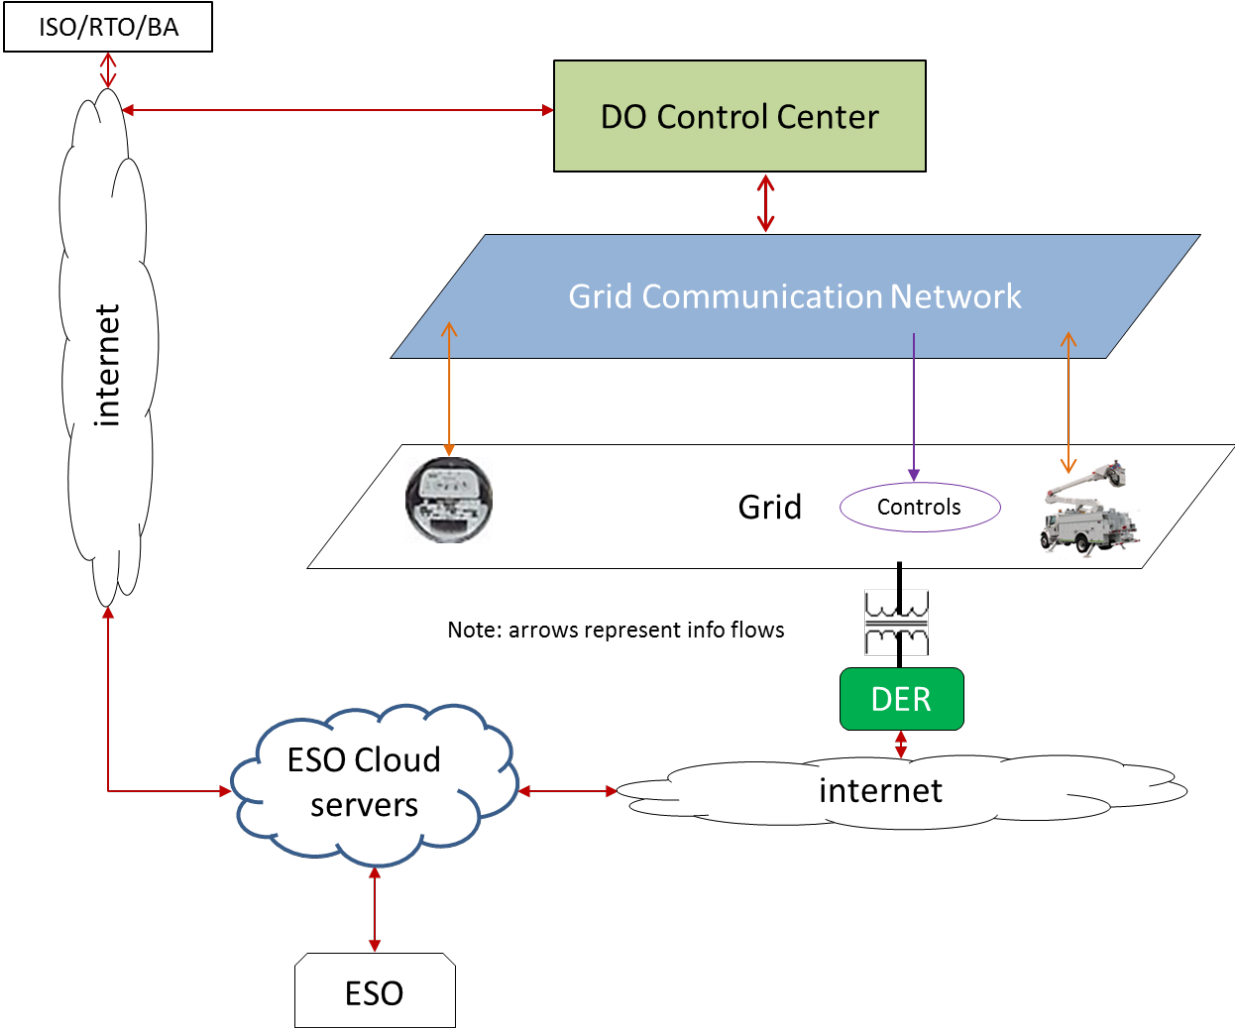 ISO/RTO/BA
DO Control Center
Grid Communication Network
internet
Grid
Controls
Note: arrows represent info flows
DER
ESO Cloud
servers
internet
ESO